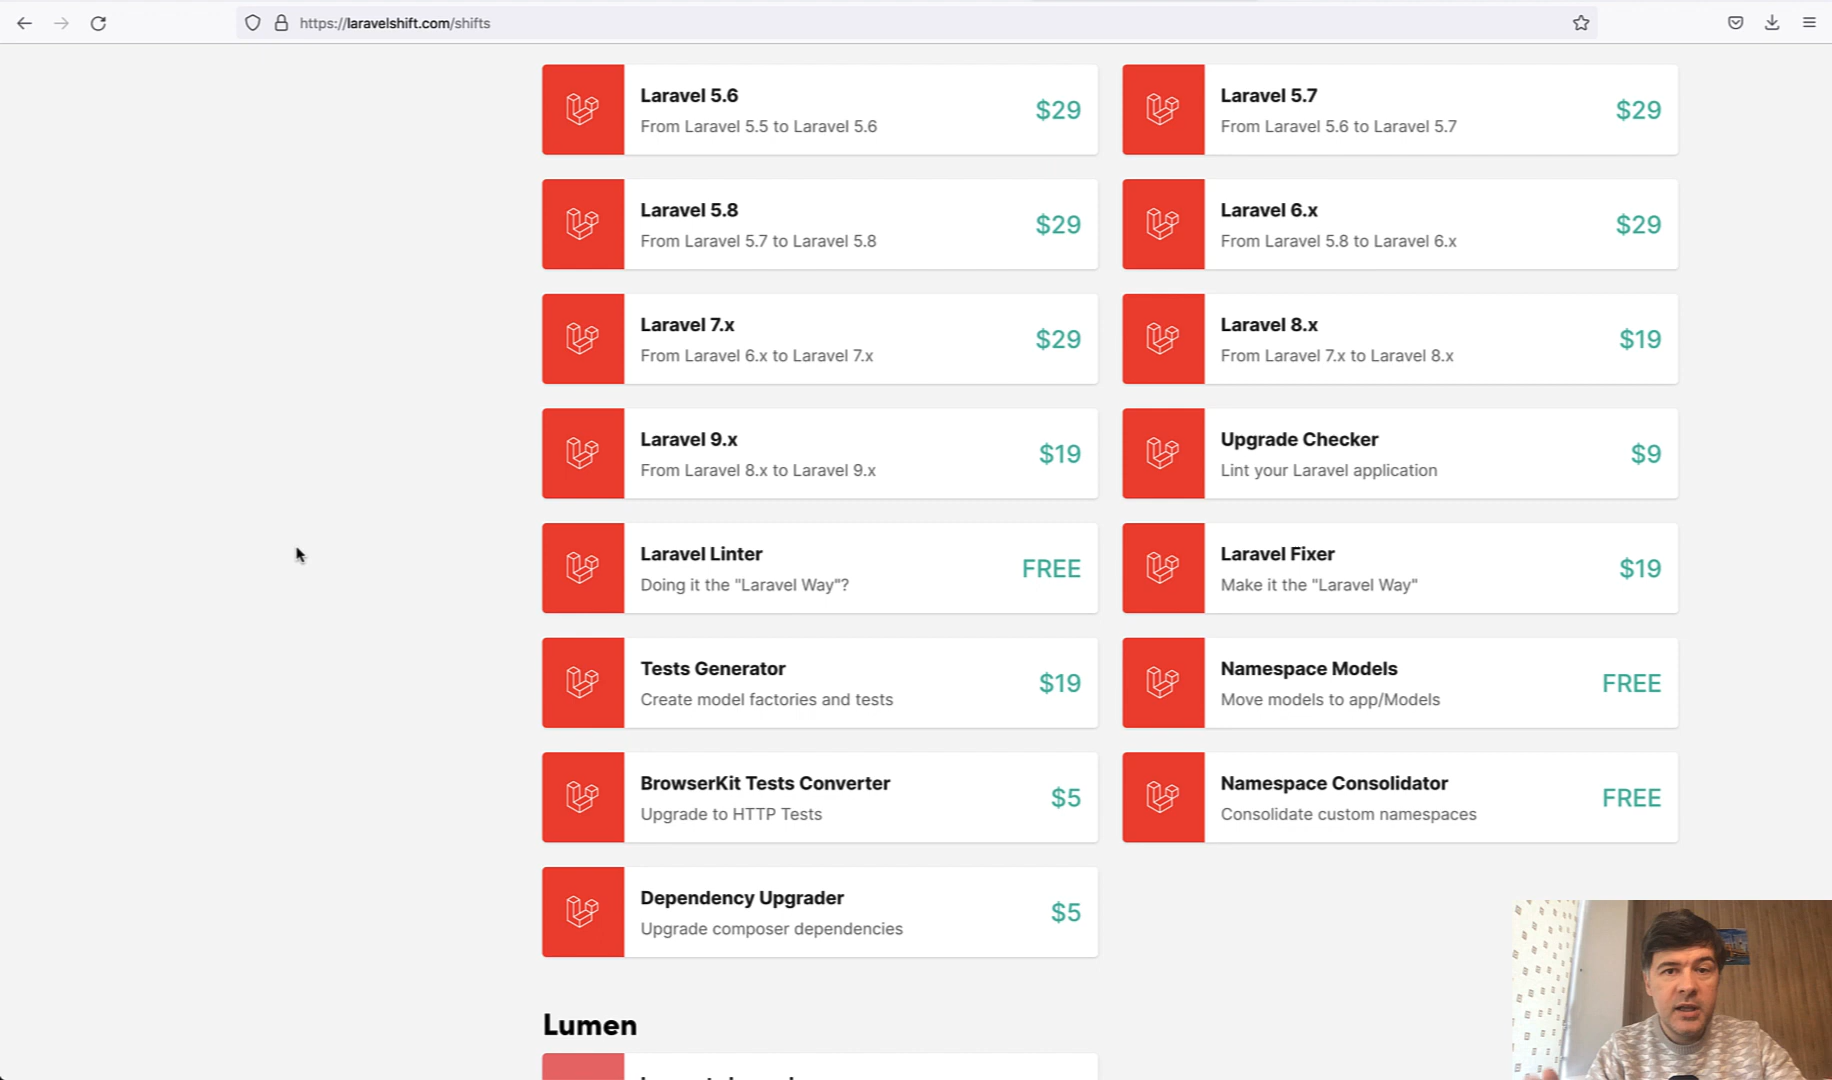 https://laravelshift.com/shifts
Laravel 5.6
From Laravel 5.5 to Laravel 5.6
$29
Laravel 5.7
From Laravel 5.6 to Laravel 5.7
$29
Laravel 5.8
From Laravel 5.7 to Laravel 5.8
$29
Laravel 6.x
From Laravel 5.8 to Laravel 6.x
$29
Laravel 7.x
From Laravel 6.x to Laravel 7.x
$29
Laravel 8.x
From Laravel 7.x to Laravel 8.x
$19
Laravel 9.x
From Laravel 8.x to Laravel 9.x
$19
Upgrade Checker
Lint your Laravel application
$9
Laravel Linter
Doing it the "Laravel Way"?
FREE
Laravel Fixer
Make it the "Laravel Way"
$19
Tests Generator
Create model factories and tests
$19
Namespace Models
Move models to app/Models
FREE
BrowserKit Tests Converter
Upgrade to HTTP Tests
$5
Namespace Consolidator
Consolidate custom namespaces
FREE
Dependency Upgrader
Upgrade composer dependencies
$5
Lumen